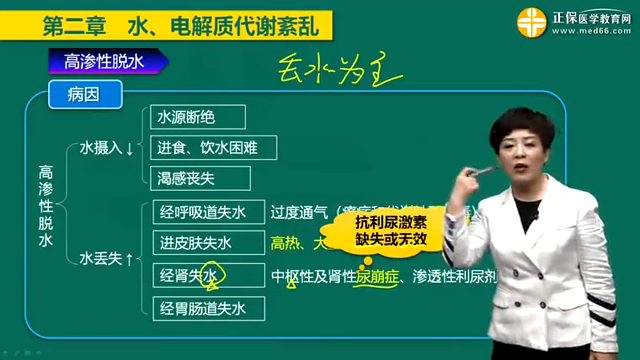 第二章 水、电解质代谢紊乱
正保医学教育网
www.med66.com
高渗性脱水
丢水为主
病因
水源断绝
水摄入↓
进食、饮水困难
渴感丧失
高渗性脱水
经呼吸道失水 过度通气
抗利尿激素
缺失或无效
进皮肤失水 高热、大
水丢失↑
经肾失水 中枢性及肾性尿崩症、渗透性利尿剂
经胃肠道失水